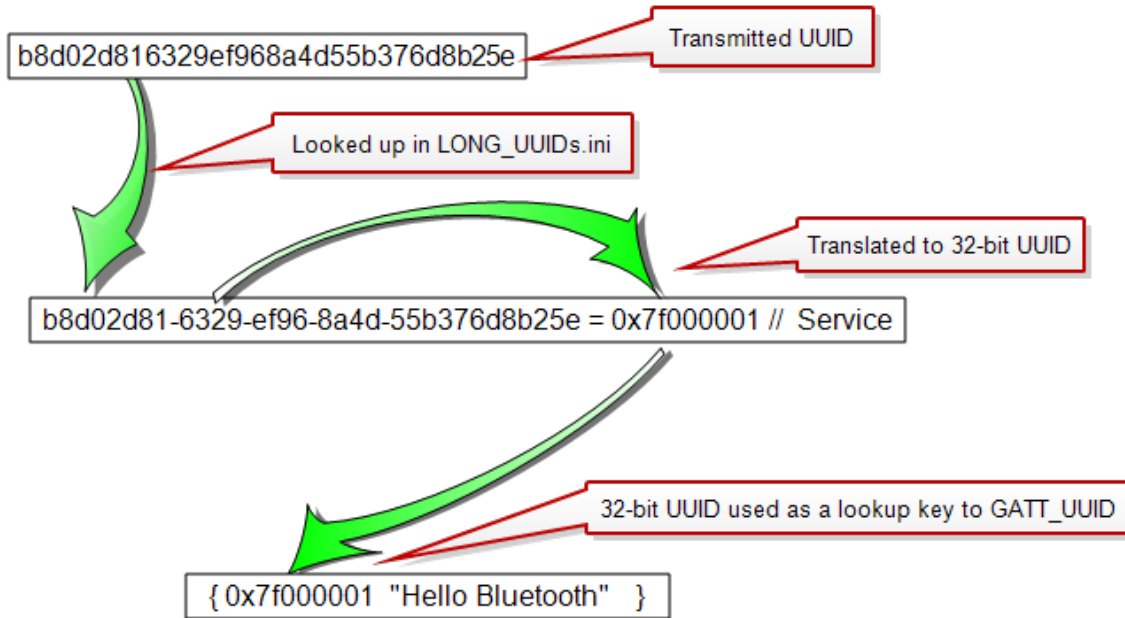 b8d02d816329ef968a4d55b376d8b25e
Transmitted UUID
Looked up in LONG_UUIDs.ini
Translated to 32-bit UUID
b8d02d81-6329-ef96-8a4d-55b376d8b25e = 0x7f000001 // Service
32-bit UUID used as a lookup key to GATT_UUID
{ 0x7f000001 "Hello Bluetooth" }